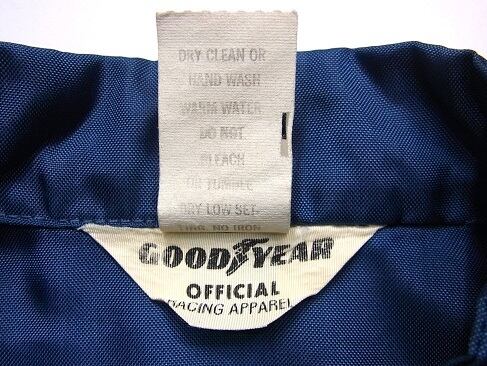 DRY CLEAN OR
HAND WASH
WARM WATER
DO NOT
BLEACH
OR TUMBLE
DRY LOW SET-
TING. NO IRON
GOODYEAR
OFFICIAL
RACING APPAREL